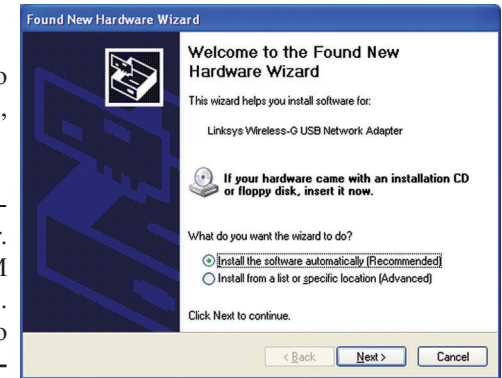 Found New Hardware Wizard
Welcome to the Found New
Hardware Wizard
This wizard helps you install software for:
Linksys Wireless-G USB Network Adapter
If your hardware came with an installation CD
or floppy disk, insert it now.
What do you want the wizard to do?
Install the software automatically (Recommended)
Install from a list or specific location (Advanced)
Click Next to continue.
< Back Next > Cancel